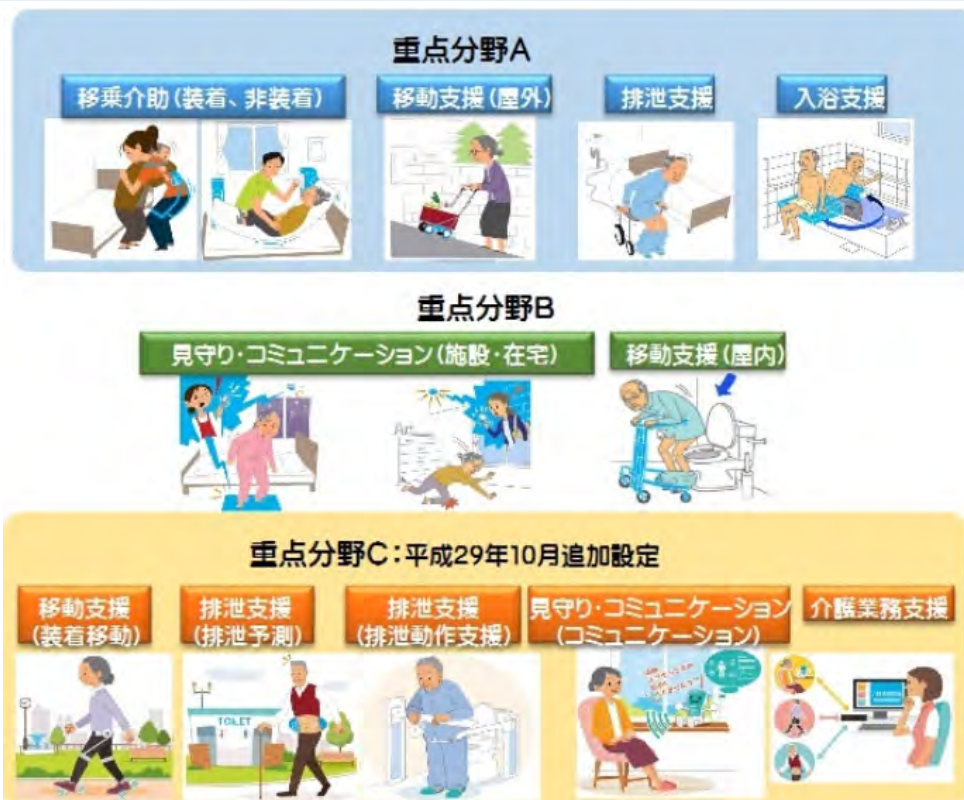 重点分野A
移乗介助(装着、非装着)
移動支援(屋外)
排泄支援
入浴支援
重点分野B
見守り・コミュニケーション(施設・在宅)
移動支援(屋内)
重点分野C:平成29年10月追加設定
移動支援
(装着移動)
排泄支援
(排泄予測)
排泄支援
(排泄動作支援)
見守り・コミュニケーション
(コミュニケーション)
介護業務支援
TOILET